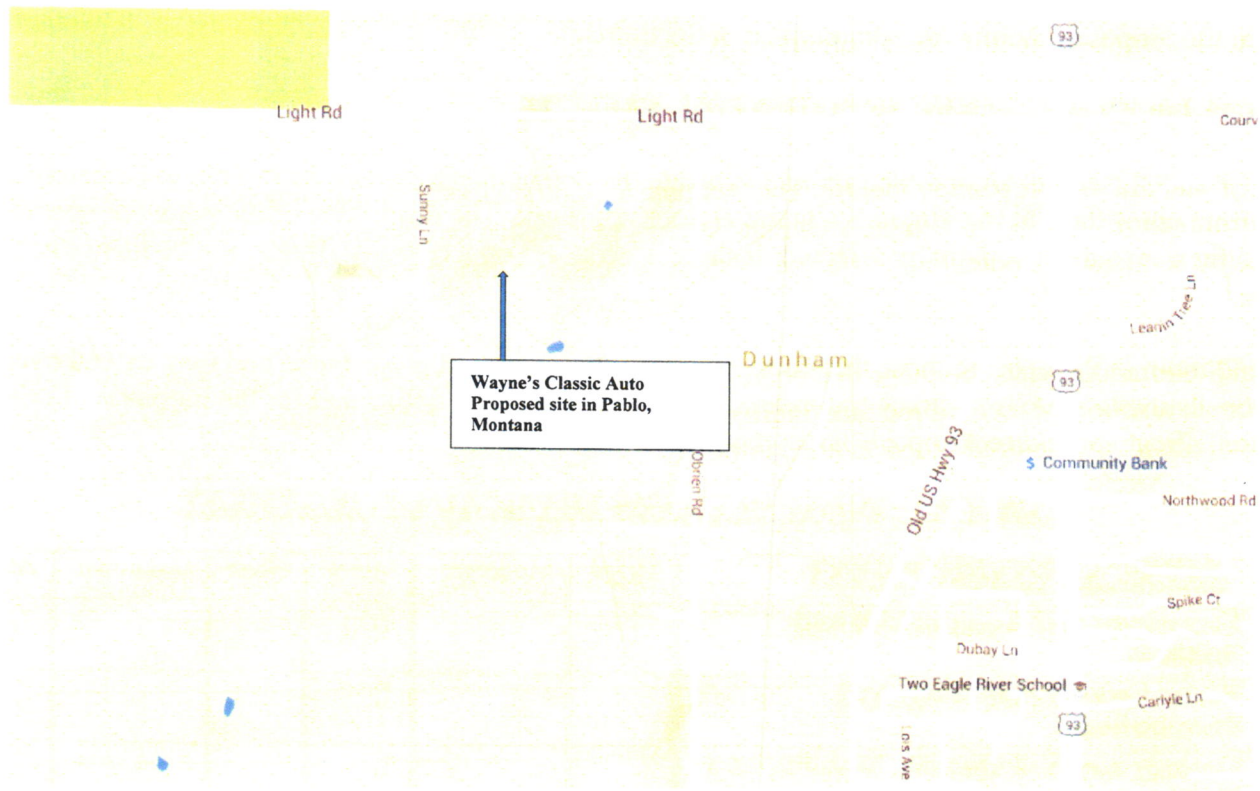 93
Light Rd
Light Rd
Courv
Sunny Ln
Learnn Tree Ln
Dunham
93
Wayne's Classic Auto
Proposed site in Pablo,
Montana
Old US Hwy 93
$ Community Bank
Obrien Rd
Northwood Rd
Spike Ct
Dubay Ln
Two Eagle River School
Carlyle Ln
93
Ave